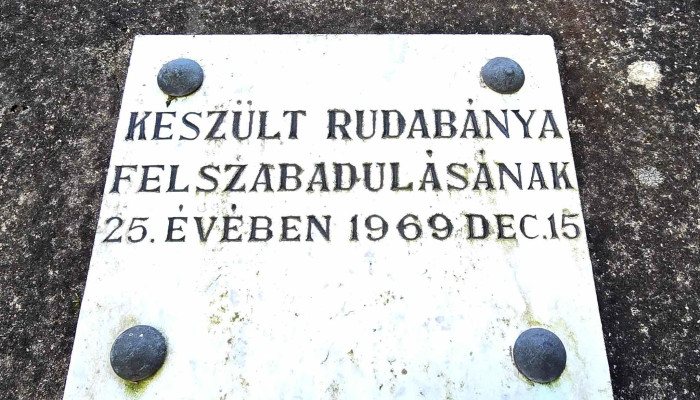 KÉSZÜLT RUDABÁNYA
FELSZABADULÁSÁNAK
25. ÉVÉBEN 1969 DEC.15